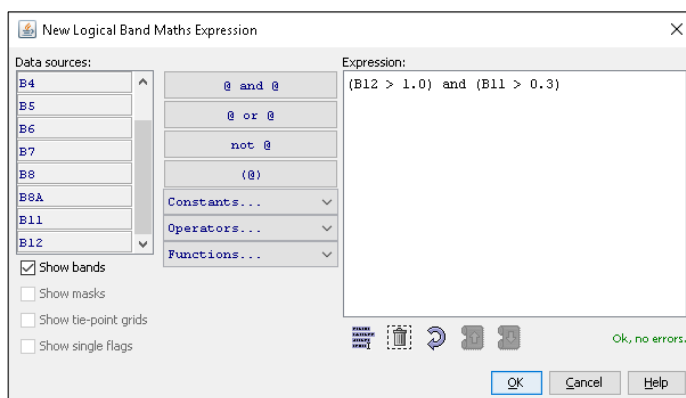 New Logical Band Maths Expression
Data sources:
B4
B5
B6
B7
B8
B8A
B11
B12
Show bands
Show masks
Show tie-point grids
Show single flags
@ and @
@ or @
not @
(@)
Constants...
Operators...
Functions...
Expression:
(B12 > 1.0) and (B11 > 0.3)
Ok, no errors.
OK
Cancel
Help